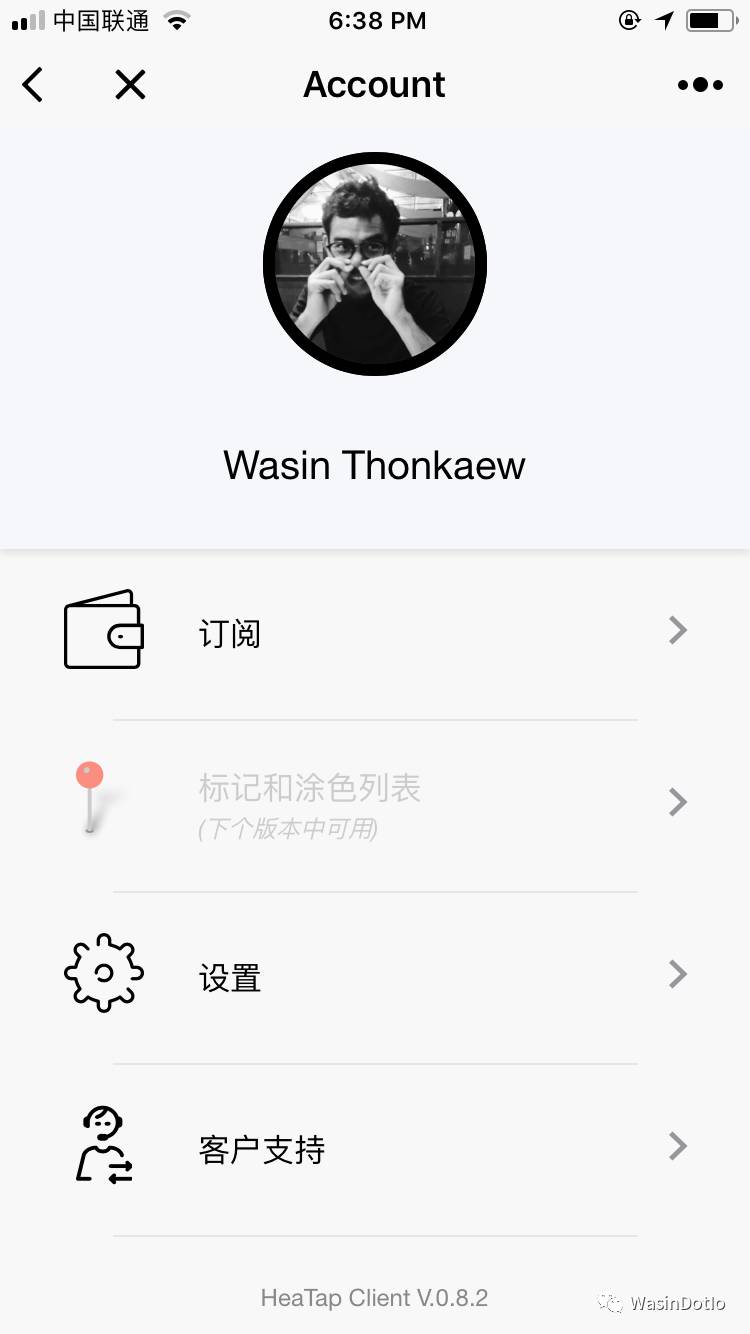 中国联通
6:38 PM
Account
Wasin Thonkaew
订阅
标记和涂色列表
(下个版本中可用)
设置
客户支持
HeaTap Client V.0.8.2
WasinDotIo